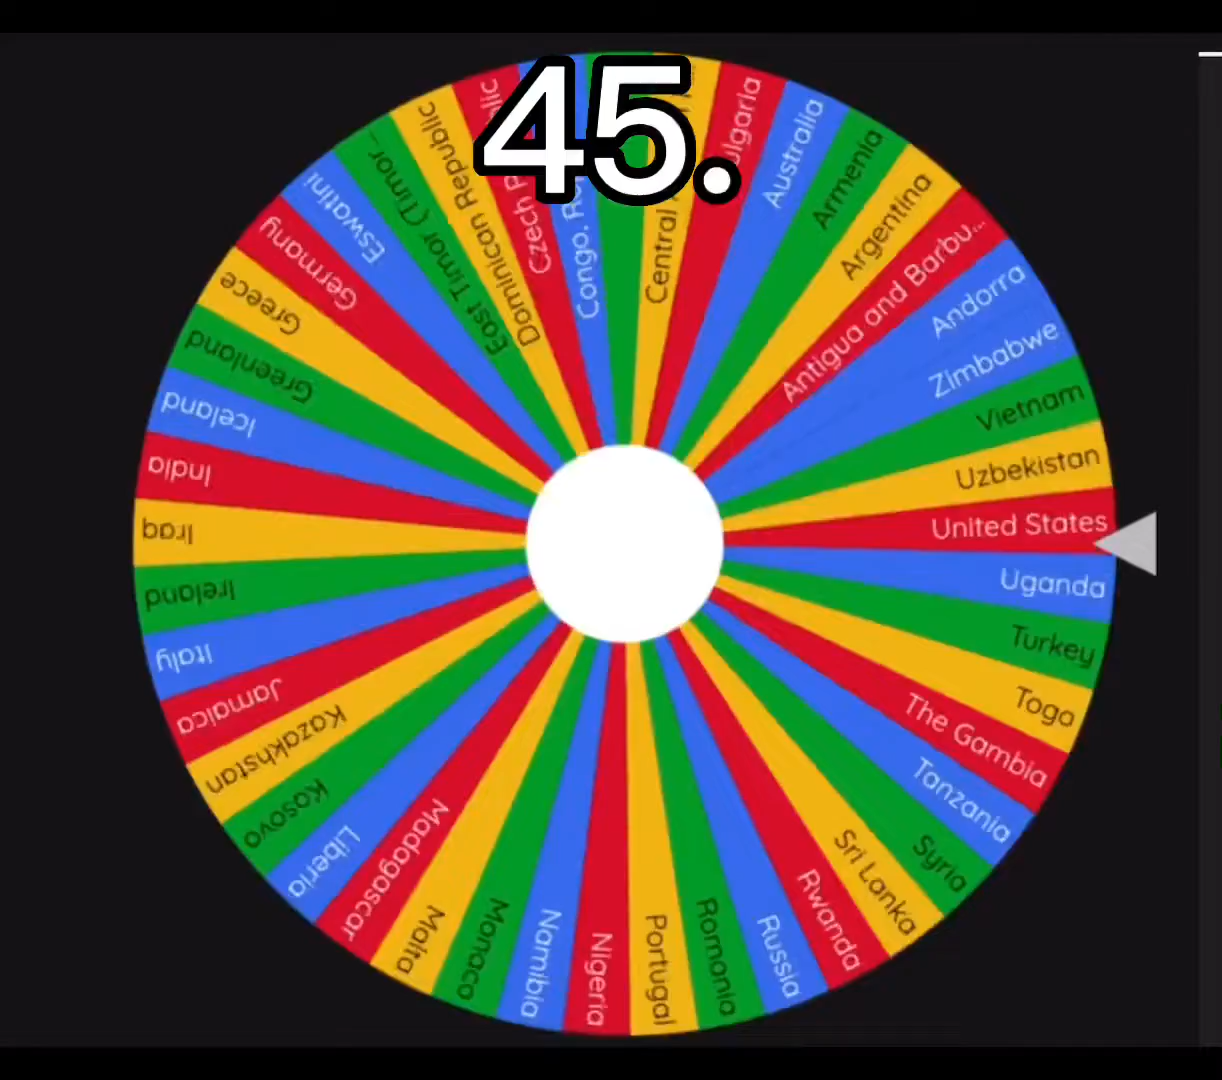 45.
Australia
Armenia
Argentina
Antigua and Barbu...
Andorra
Zimbabwe
Vietnam
Uzbekistan
United States
Uganda
Turkey
Togo
The Gambia
Tanzania
Syria
Sri Lanka
Rwanda
Russia
Romania
Portugal
Nigeria
Namibia
Monaco
Malta
Madagascar
Liberia
Kosovo
Kazakhstan
Jamaica
Italy
Ireland
Iraq
India
Iceland
Greenland
Greece
Germany
Eswatini
East Timor (Timor...
Dominican Republic
Czech
Congo,
Central